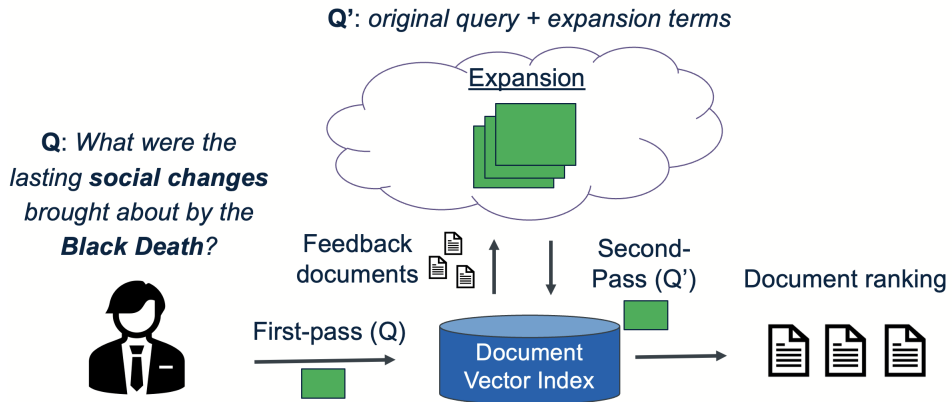 Q’: original query + expansion terms
Expansion
Q: What were the
lasting social changes
brought about by the
Black Death?
Feedback
documents
Second-
Pass (Q’)
Document ranking
First-pass (Q)
Document
Vector Index